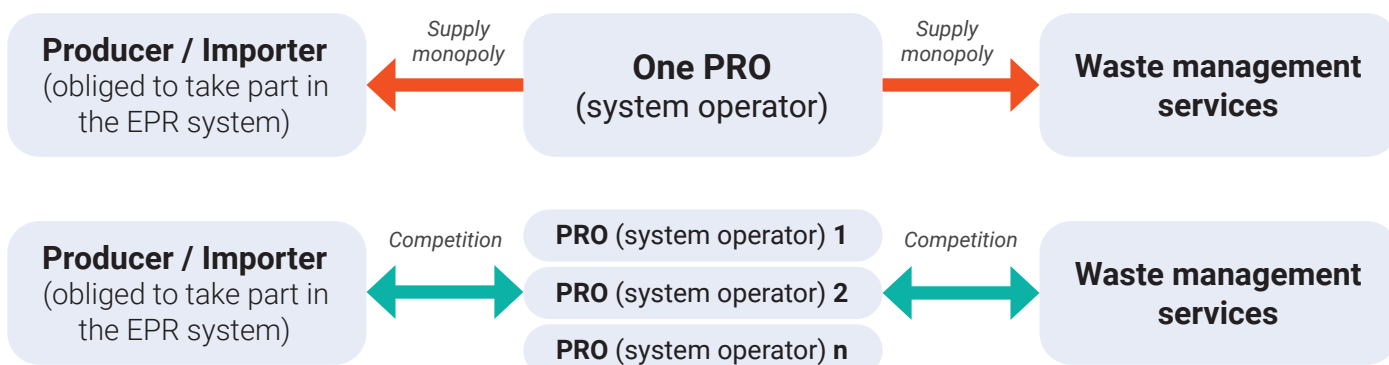 Producer / Importer
(obliged to take part in
the EPR system)
Supply
monopoly
One PRO
(system operator)
Supply
monopoly
Waste management
services
Producer / Importer
(obliged to take part in
the EPR system)
Competition
PRO (system operator) 1
PRO (system operator) 2
PRO (system operator) n
Competition
Waste management
services